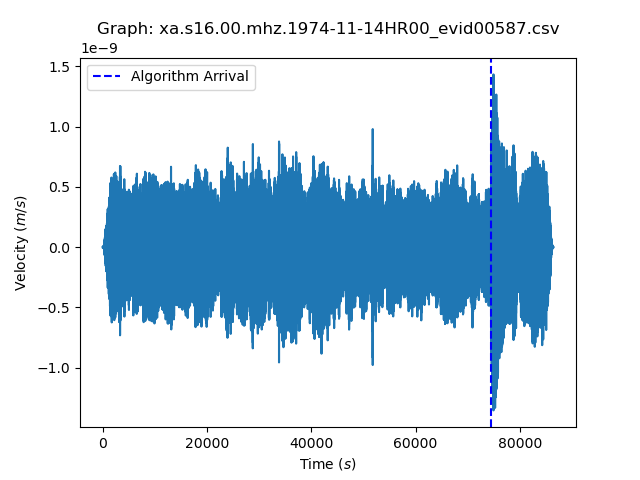 Graph: xa.s16.00.mhz.1974-11-14HR00_evid00587.csv
1e−9
Algorithm Arrival
1.5
1.0
0.5
0.0
−0.5
−1.0
Velocity (m/s)
0 20000 40000 60000 80000
Time (s)